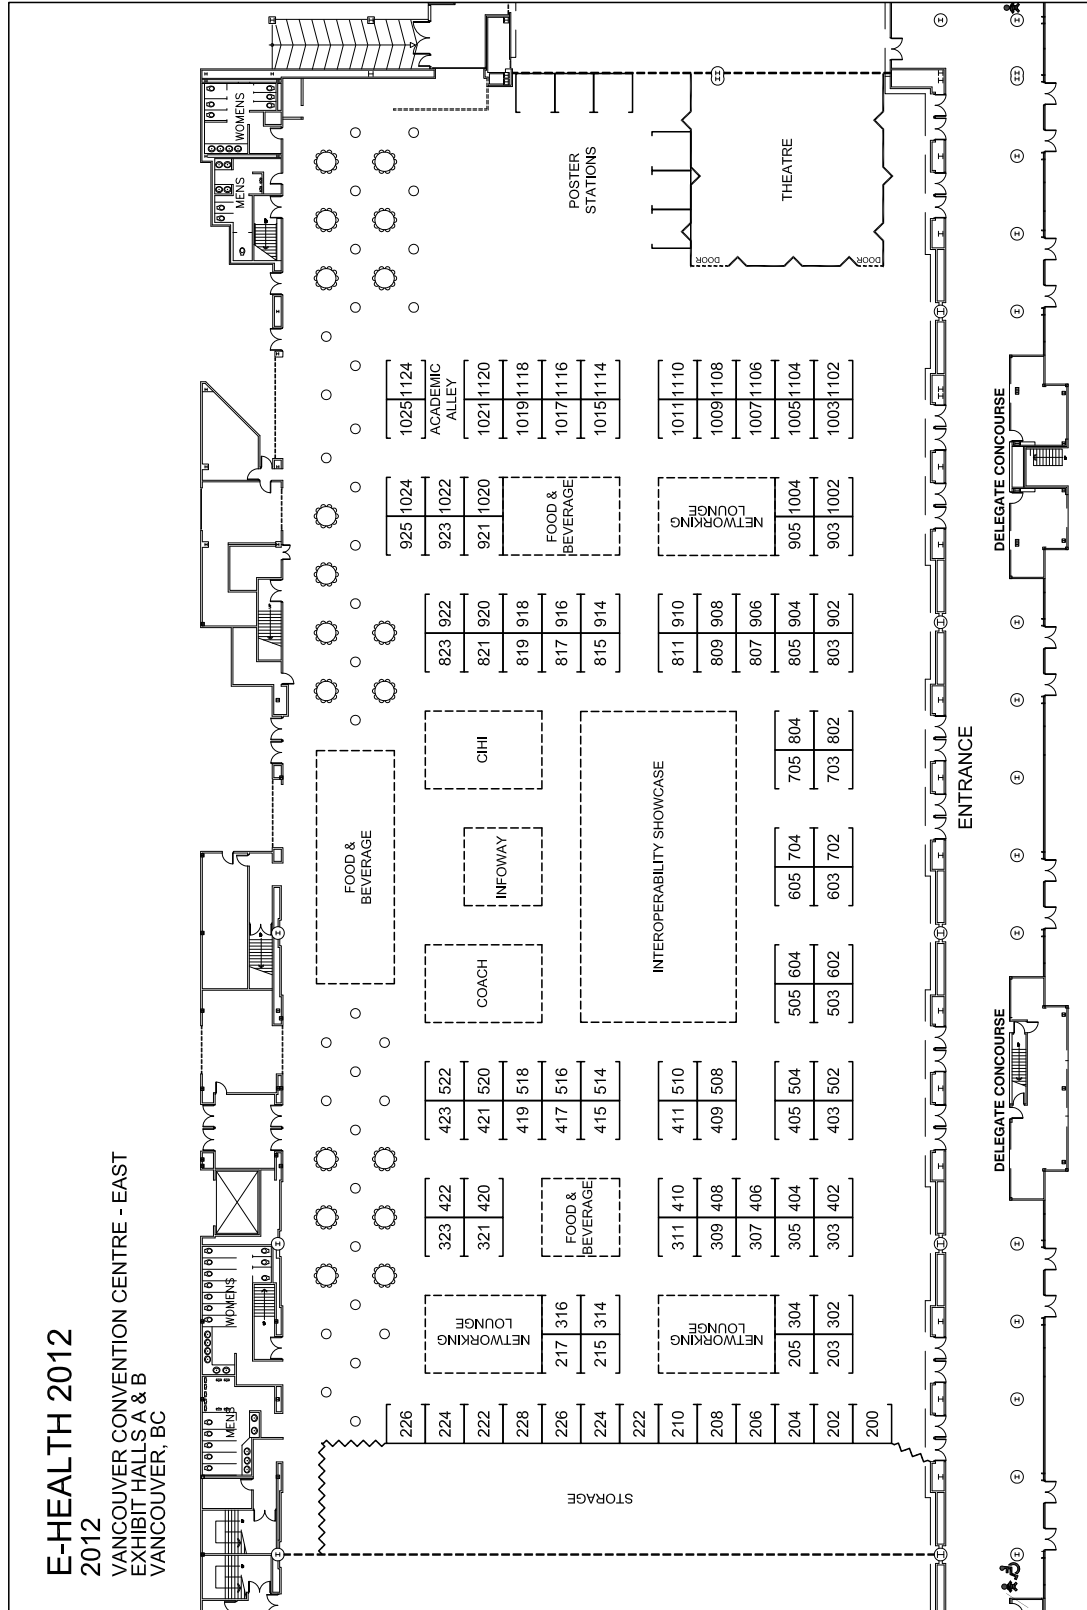 E-HEALTH 2012
2012
VANCOUVER CONVENTION CENTRE - EAST
EXHIBIT HALLS A & B
VANCOUVER, BC
WOMENS
MENS
POSTER
STATIONS
THEATRE
DOOR
DOOR
1025 1124
ACADEMIC
ALLEY
1021 1120
1019 1118
1017 1116
1015 1114
1011 1110
1009 1108
1007 1106
1005 1104
1003 1102
925 1024
923 1022
921 1020
FOOD &
BEVERAGE
NETWORKING
LOUNGE
905 1004
903 1002
DELEGATE CONCOURSE
823 922
821 920
819 918
817 916
815 914
811 910
809 908
807 906
805 904
803 902
FOOD &
BEVERAGE
CIHI
INFOWAY
COACH
INTEROPERABILITY SHOWCASE
705 804
703 802
605 704
603 702
505 604
503 602
ENTRANCE
423 522
421 520
419 518
417 516
415 514
411 510
409 508
405 504
403 502
DELEGATE CONCOURSE
323 422
321 420
FOOD &
BEVERAGE
311 410
309 408
307 406
305 404
303 402
WOMENS
MENS
NETWORKING
LOUNGE
217 316
215 314
NETWORKING
LOUNGE
205 304
203 302
226
224
222
228
226
224
222
210
208
206
204
202
200
STORAGE